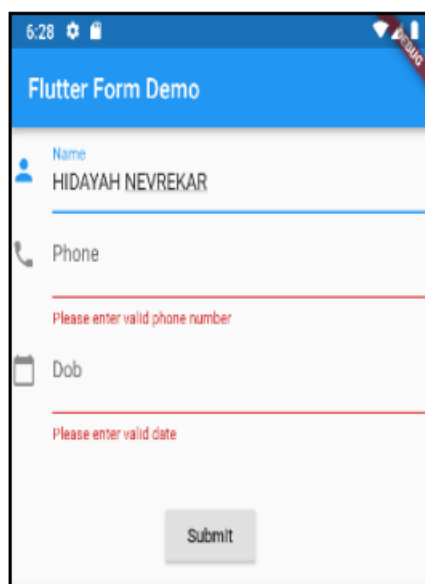 6:28
DEBUG
Flutter Form Demo
Name
HIDAYAH NEVREKAR
Phone
Please enter valid phone number
Dob
Please enter valid date
Submit